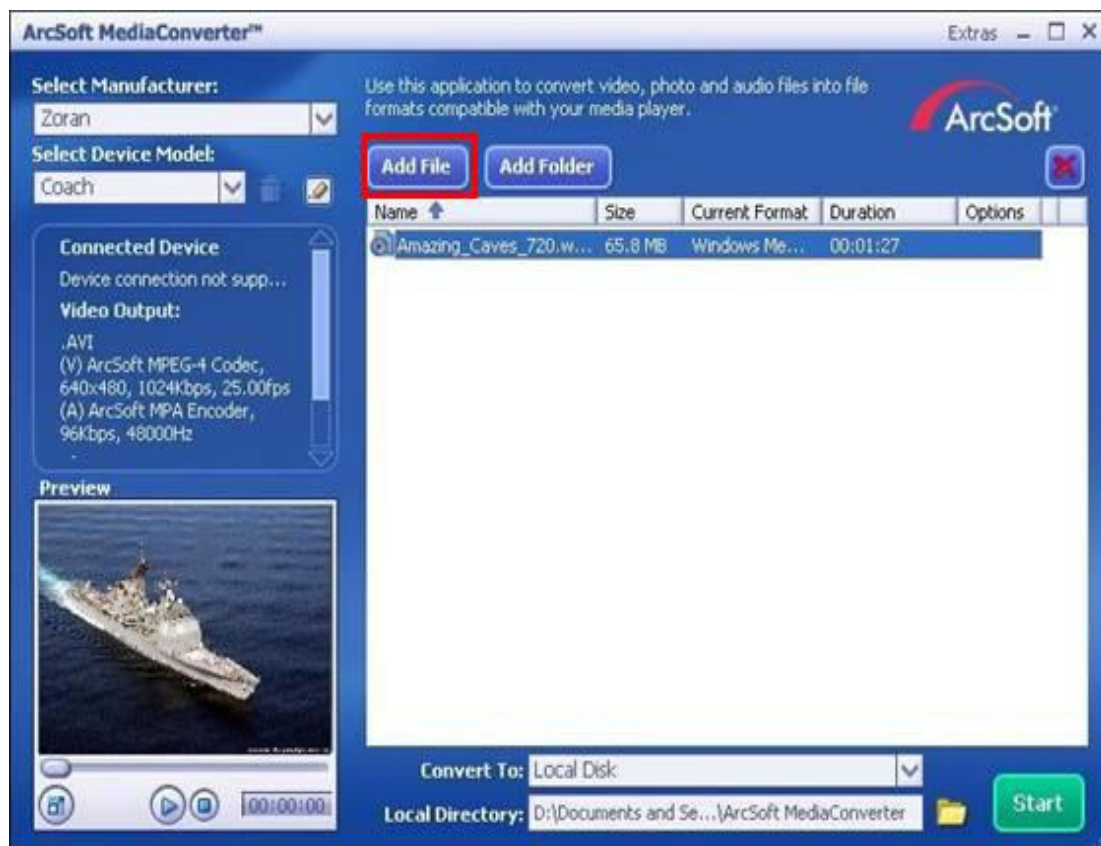 ArcSoft MediaConverter™
Extras
Select Manufacturer:
Zoran
Select Device Model:
Coach
Connected Device
Device connection not supp...
Video Output:
.AVI
(V) ArcSoft MPEG-4 Codec,
640x480, 1024Kbps, 25.00fps
(A) ArcSoft MPA Encoder,
96Kbps, 48000Hz
Preview
00:00:00
Use this application to convert video, photo and audio files into file
formats compatible with your media player.
ArcSoft
Add File Add Folder
Name Size Current Format Duration Options
Amazing_Caves_720.w... 65.8 MB Windows Me... 00:01:27
Convert To: Local Disk
Local Directory: D:\Documents and Se...\ArcSoft MediaConverter
Start